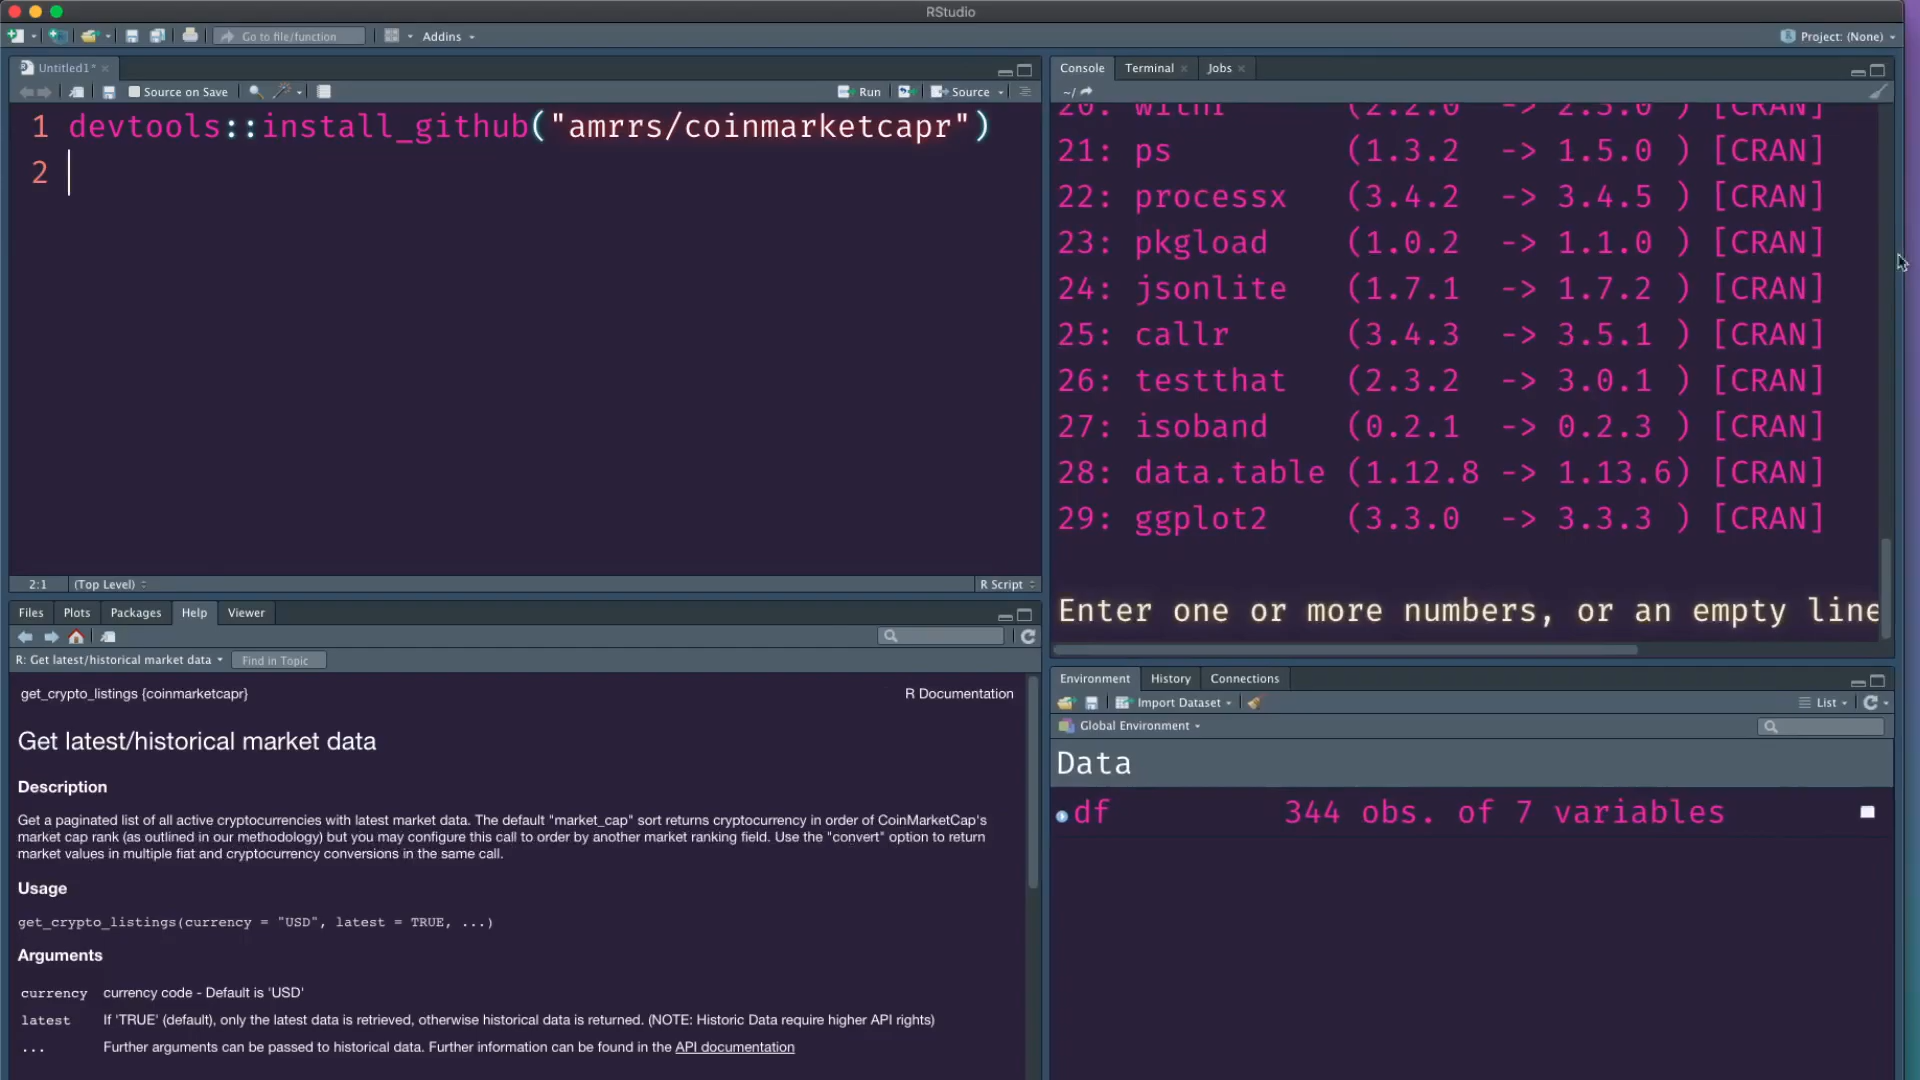 RStudio
Go to file/function
Addins
Project: (None)
Untitled1*
Source on Save
Run
Source
1 devtools::install_github("amrrs/coinmarketcapr")
2
2:1
(Top Level)
R Script
Console
Terminal
Jobs
~/
20: withr (2.2.0 -> 2.3.0 ) [CRAN]
21: ps (1.3.2 -> 1.5.0 ) [CRAN]
22: processx (3.4.2 -> 3.4.5 ) [CRAN]
23: pkgload (1.0.2 -> 1.1.0 ) [CRAN]
24: jsonlite (1.7.1 -> 1.7.2 ) [CRAN]
25: callr (3.4.3 -> 3.5.1 ) [CRAN]
26: testthat (2.3.2 -> 3.0.1 ) [CRAN]
27: isoband (0.2.1 -> 0.2.3 ) [CRAN]
28: data.table (1.12.8 -> 1.13.6) [CRAN]
29: ggplot2 (3.3.0 -> 3.3.3 ) [CRAN]
Enter one or more numbers, or an empty line
Files
Plots
Packages
Help
Viewer
R: Get latest/historical market data
Find in Topic
get_crypto_listings {coinmarketcapr}
R Documentation
Get latest/historical market data
Description
Get a paginated list of all active cryptocurrencies with latest market data. The default "market_cap" sort returns cryptocurrency in order of CoinMarketCap's
market cap rank (as outlined in our methodology) but you may configure this call to order by another market ranking field. Use the "convert" option to return
market values in multiple fiat and cryptocurrency conversions in the same call.
Usage
get_crypto_listings(currency = "USD", latest = TRUE, ...)
Arguments
currency currency code - Default is 'USD'
latest If 'TRUE' (default), only the latest data is retrieved, otherwise historical data is returned. (NOTE: Historic Data require higher API rights)
... Further arguments can be passed to historical data. Further information can be found in the API documentation
Environment
History
Connections
Import Dataset
List
Global Environment
Data
df 344 obs. of 7 variables